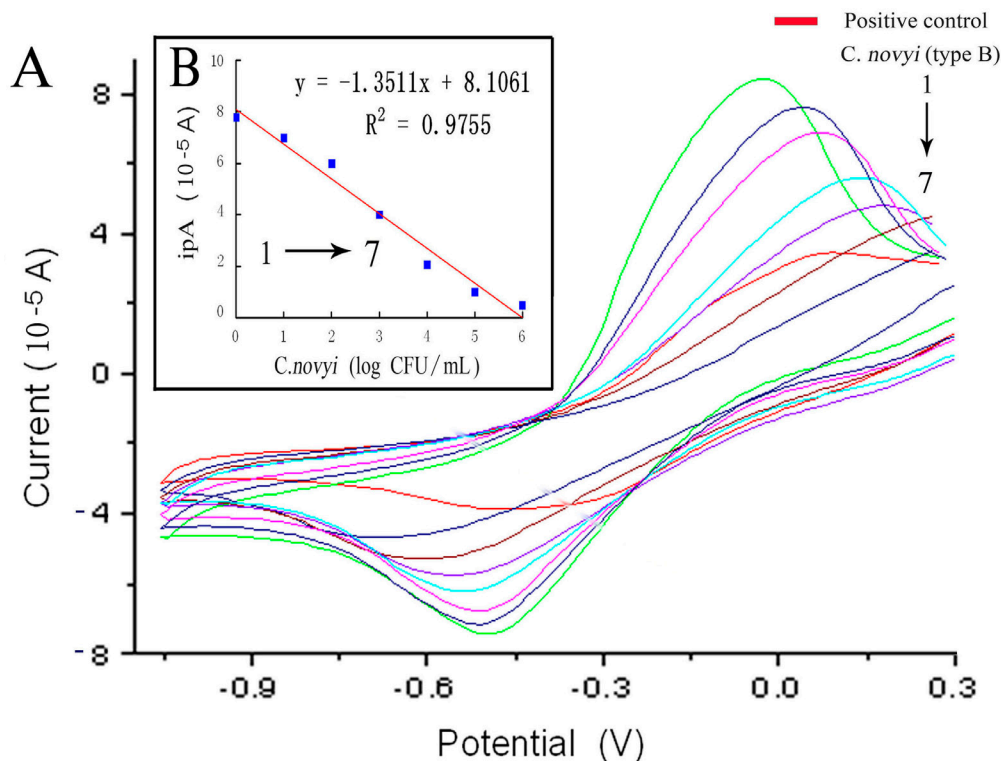 A
B
y = −1.3511x + 8.1061
R² = 0.9755
ipA (10⁻⁵ A)
10
8
6
4
2
0
1 → 7
0 1 2 3 4 5 6
C.novyi (log CFU/mL)
Positive control
C. novyi (type B)
1
7
Current (10⁻⁵ A)
8
4
0
-4
-8
-0.9 -0.6 -0.3 0.0 0.3
Potential (V)